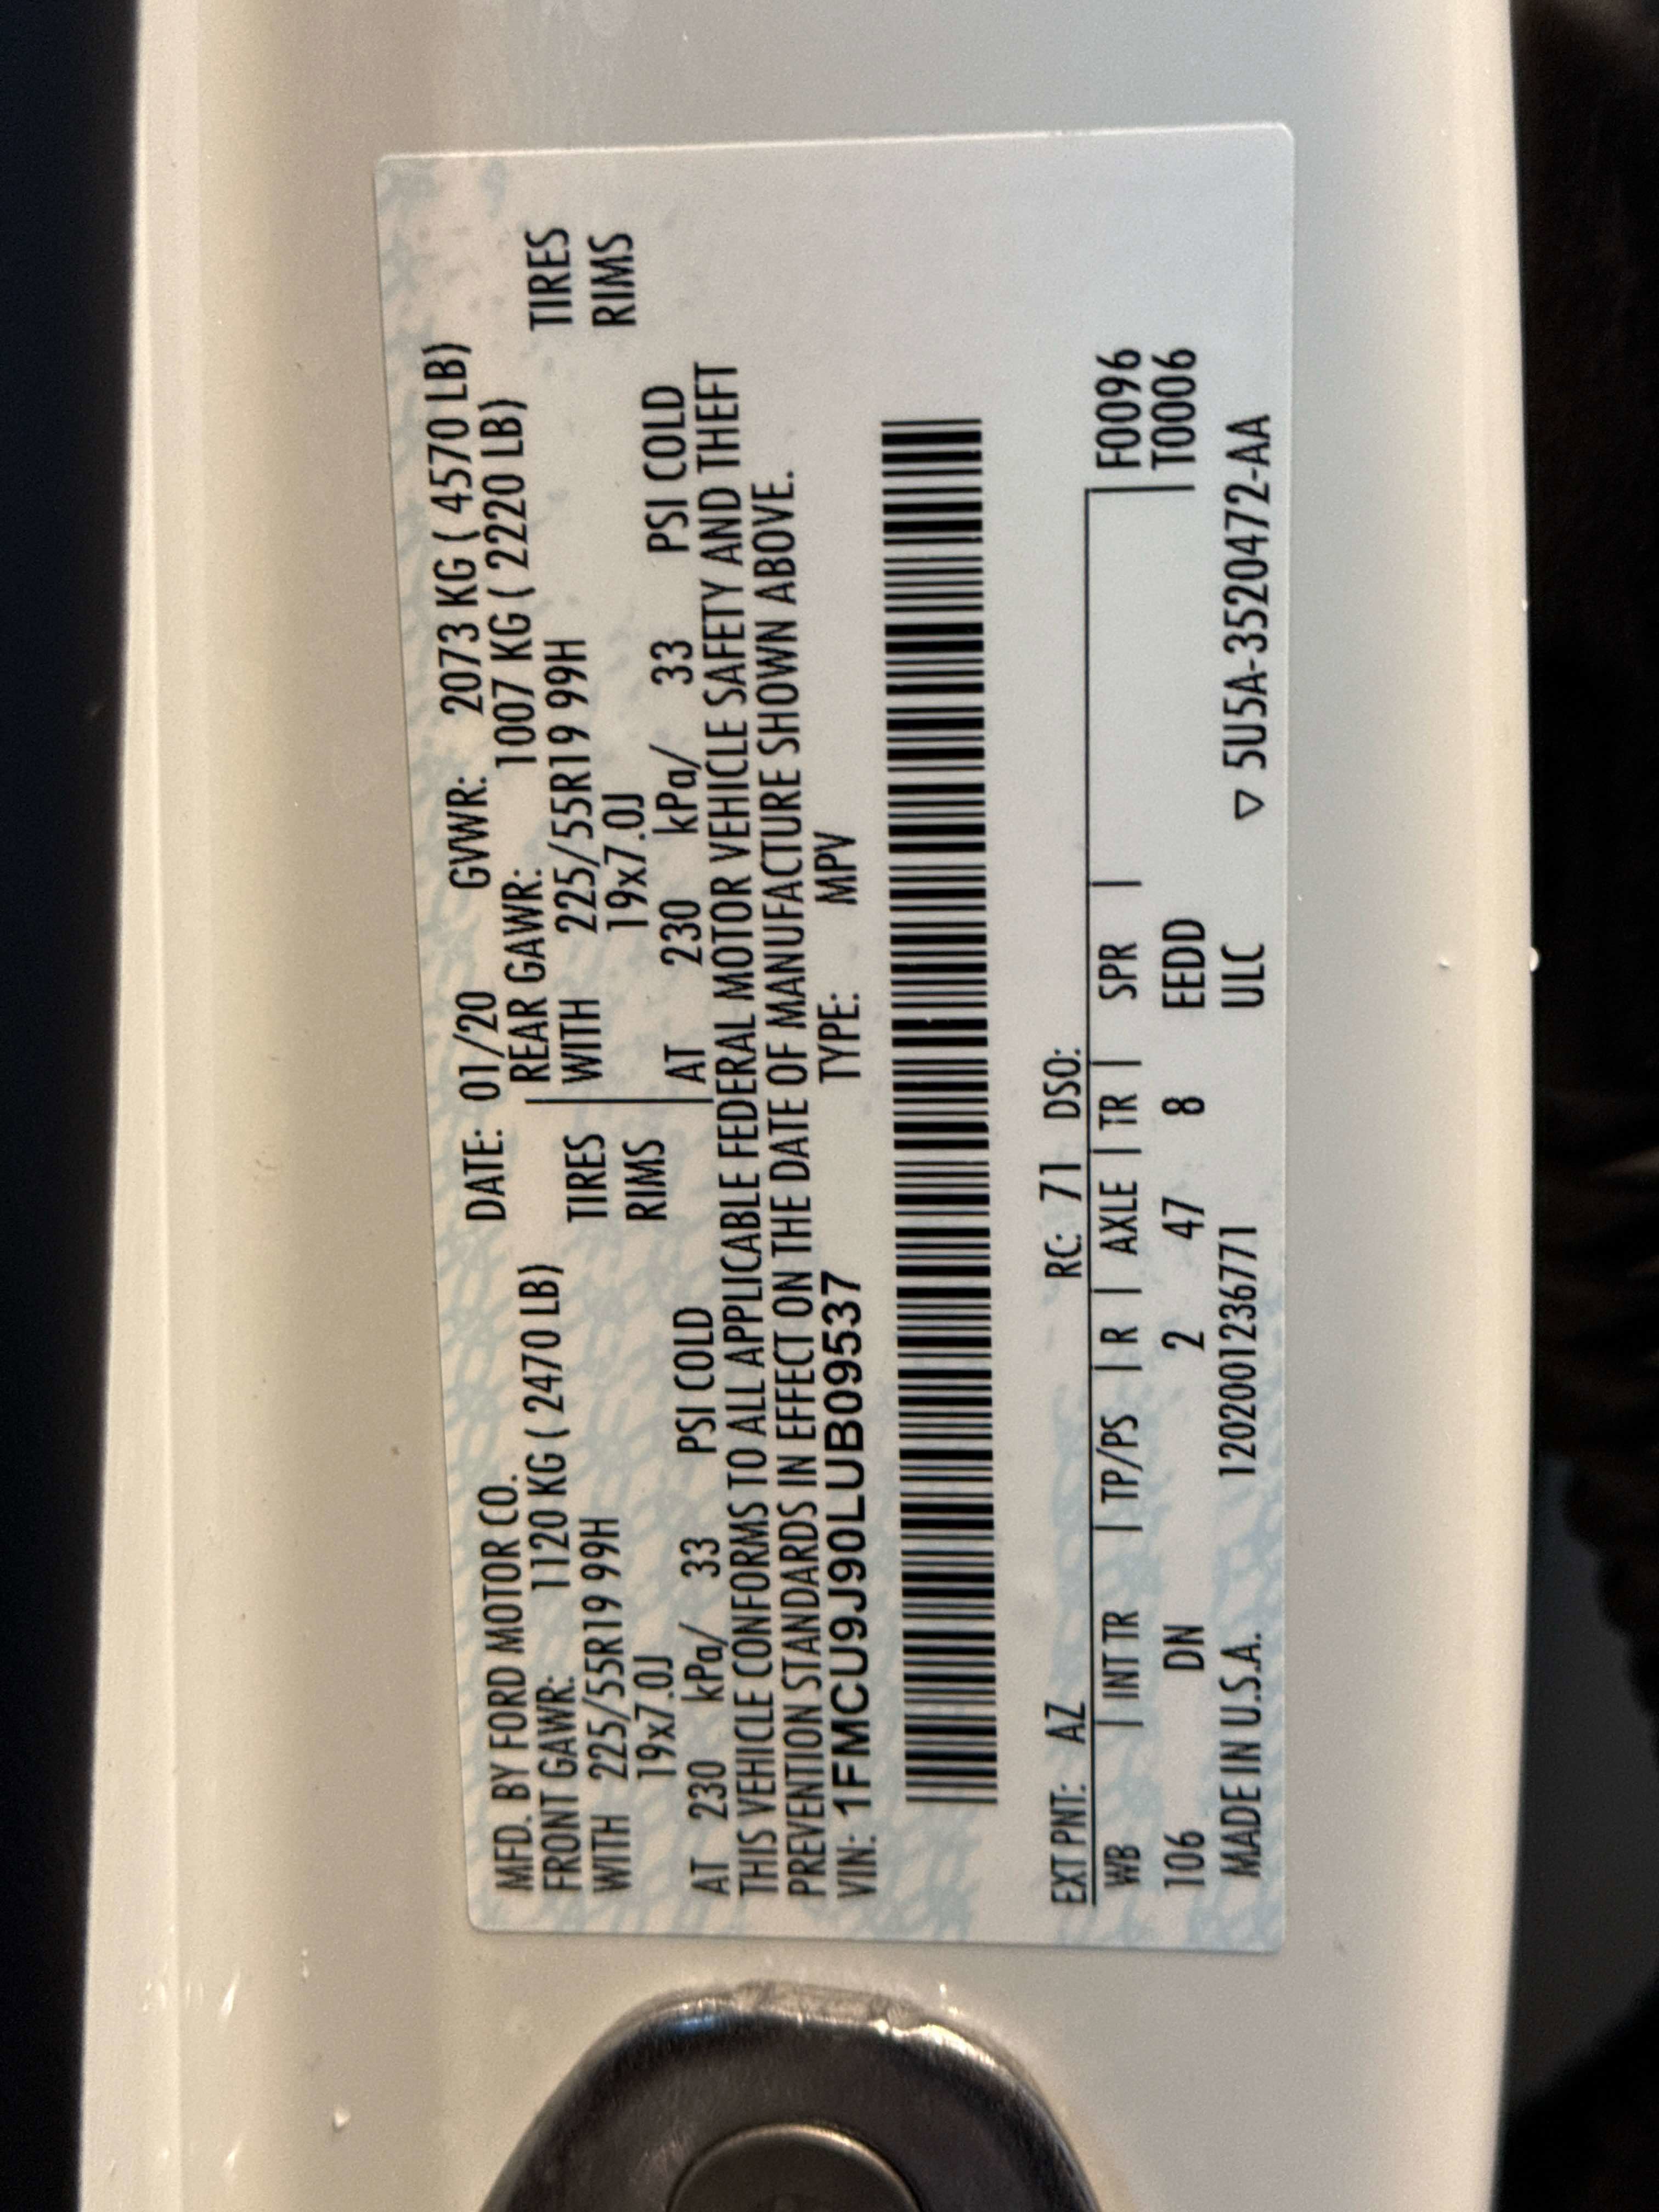 MFD. BY FORD MOTOR CO. DATE: 01/20 GVWR: 2073 KG ( 4570 LB)
FRONT GAWR: 1120 KG ( 2470 LB) REAR GAWR: 1007 KG ( 2220 LB)
WITH 225/55R19 99H TIRES WITH 225/55R19 99H TIRES
19x7.0J RIMS 19x7.0J RIMS
AT 230 kPa/ 33 PSI COLD AT 230 kPa/ 33 PSI COLD
THIS VEHICLE CONFORMS TO ALL APPLICABLE FEDERAL MOTOR VEHICLE SAFETY AND THEFT
PREVENTION STANDARDS IN EFFECT ON THE DATE OF MANUFACTURE SHOWN ABOVE.
VIN: 1FMCU9J90LUB09537 TYPE: MPV
EXT PNT: AZ RC: 71 DSO:
WB | INT TR | TP/PS | R | AXLE | TR | SPR | F0096
106 DN 2 47 8 EEDD T0006
MADE IN U.S.A. 1202001236771 ULC ▽ 5U5A-3520472-AA